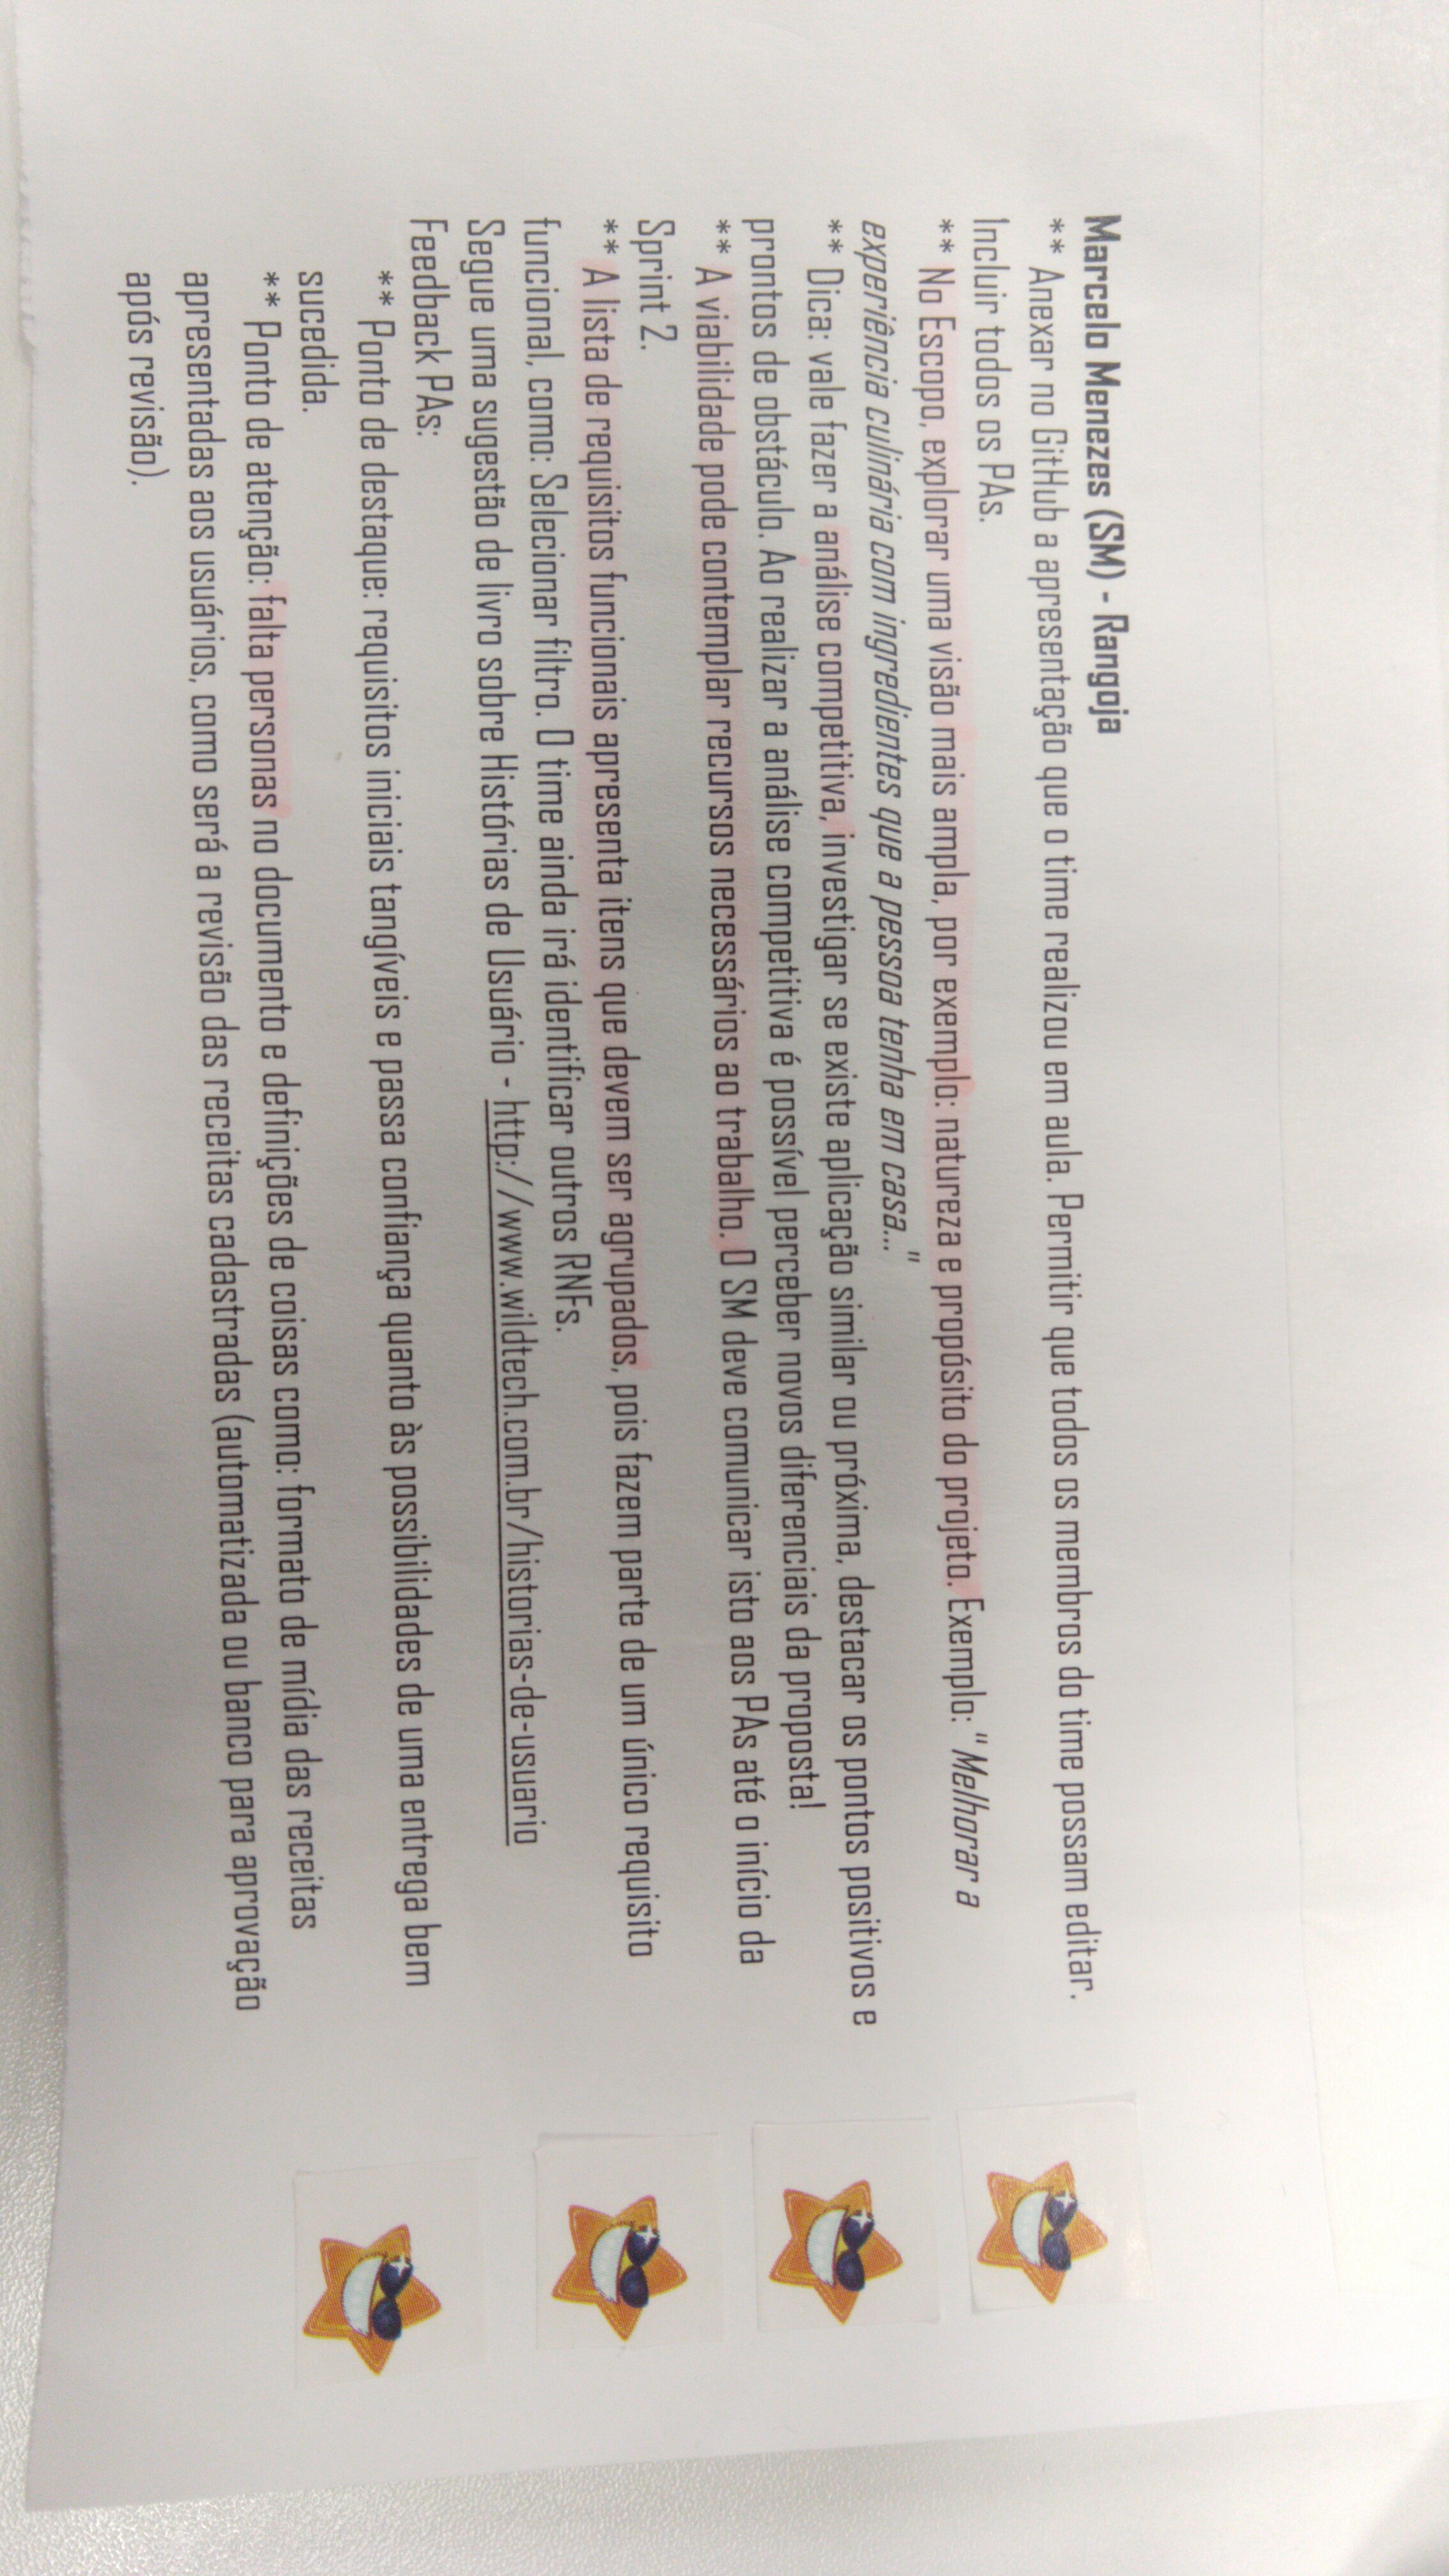 Marcelo Menezes (SM) - Rangoja
** Anexar no GitHub a apresentação que o time realizou em aula. Permitir que todos os membros do time possam editar.
Incluir todos os PAs.
** No Escopo, explorar uma visão mais ampla, por exemplo: natureza e propósito do projeto. Exemplo: "Melhorar a
experiência culinária com ingredientes que a pessoa tenha em casa..."
** Dica: vale fazer a análise competitiva, investigar se existe aplicação similar ou próxima, destacar os pontos positivos e
prontos de obstáculo. Ao realizar a análise competitiva é possível perceber novos diferenciais da proposta!
** A viabilidade pode contemplar recursos necessários ao trabalho. O SM deve comunicar isto aos PAs até o início da
Sprint 2.
** A lista de requisitos funcionais apresenta itens que devem ser agrupados, pois fazem parte de um único requisito
funcional, como: Selecionar filtro. O time ainda irá identificar outros RNFs.
Segue uma sugestão de livro sobre Histórias de Usuário - http://www.wildtech.com.br/historias-de-usuario
Feedback PAs:
** Ponto de destaque: requisitos iniciais tangíveis e passa confiança quanto às possibilidades de uma entrega bem
sucedida.
** Ponto de atenção: falta personas no documento e definições de coisas como: formato de mídia das receitas
apresentadas aos usuários, como será a revisão das receitas cadastradas (automatizada ou banco para aprovação
após revisão).